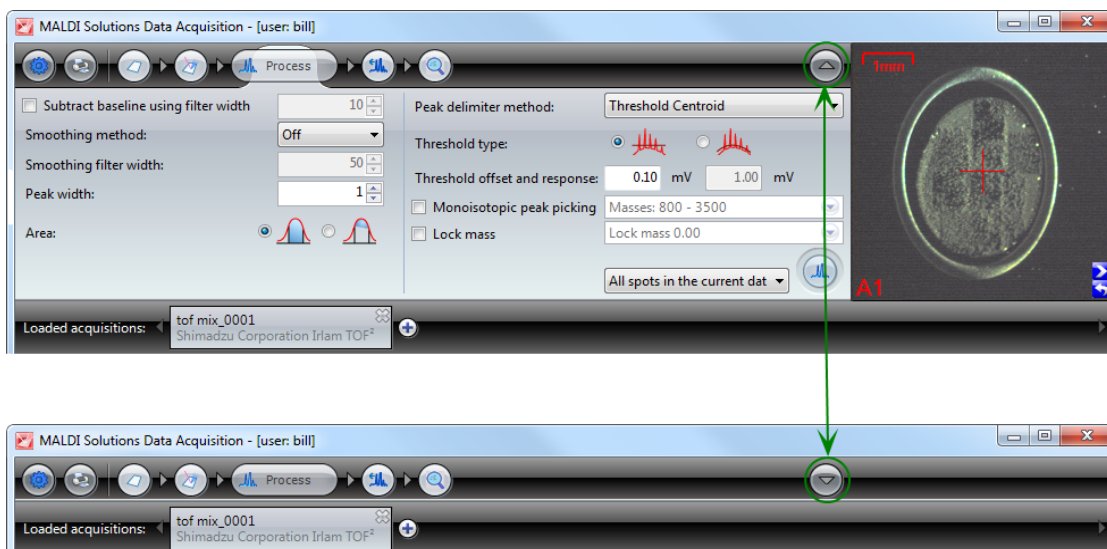 MALDI Solutions Data Acquisition - [user: bill]
Process
1mm
Subtract baseline using filter width 10
Smoothing method: Off
Smoothing filter width: 50
Peak width: 1
Area:
Peak delimiter method: Threshold Centroid
Threshold type:
Threshold offset and response: 0.10 mV 1.00 mV
Monoisotopic peak picking Masses: 800 - 3500
Lock mass Lock mass 0.00
All spots in the current dat
A1
Loaded acquisitions: tof mix_0001
Shimadzu Corporation Irlam TOF²
MALDI Solutions Data Acquisition - [user: bill]
Process
Loaded acquisitions: tof mix_0001
Shimadzu Corporation Irlam TOF²